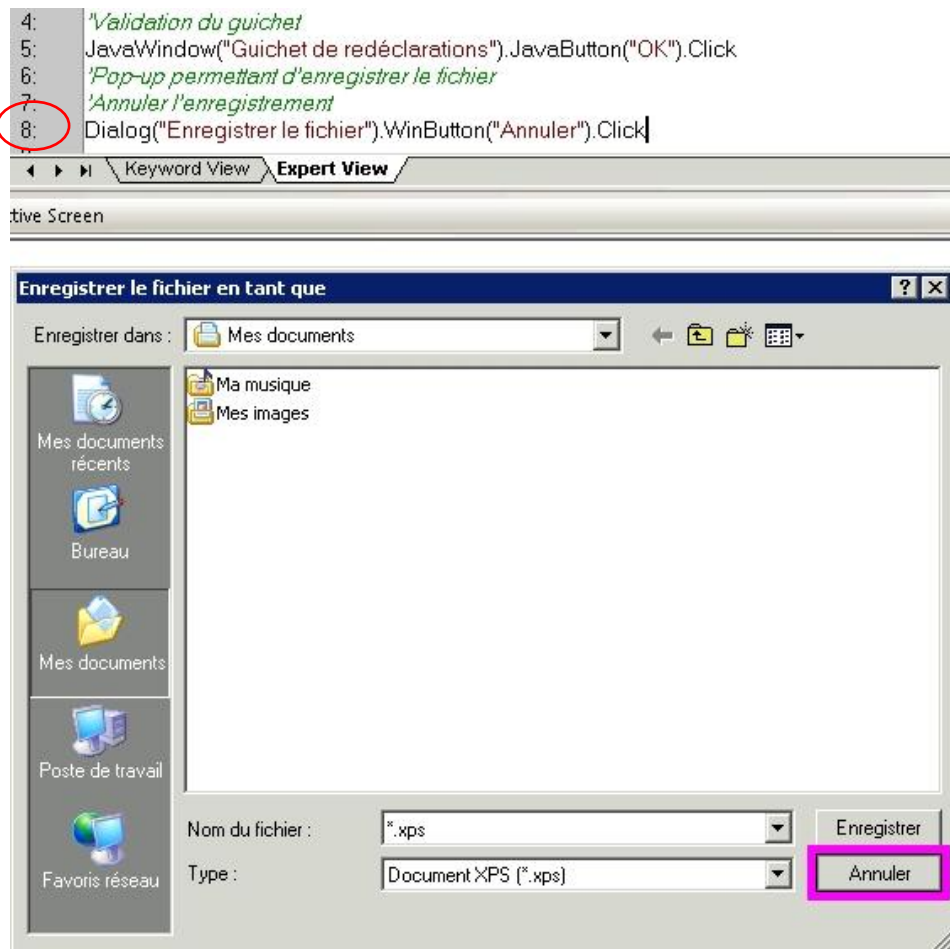 4: 'Validation du guichet
5: JavaWindow("Guichet de redéclarations").JavaButton("OK").Click
6: 'Pop-up permettant d'enregistrer le fichier
7: 'Annuler l'enregistrement
8: Dialog("Enregistrer le fichier").WinButton("Annuler").Click
Keyword View Expert View
tive Screen
Enregistrer le fichier en tant que
Enregistrer dans : Mes documents
Ma musique
Mes images
Mes documents
récents
Bureau
Mes documents
Poste de travail
Favoris réseau
Nom du fichier : *.xps Enregistrer
Type : Document XPS (*.xps) Annuler